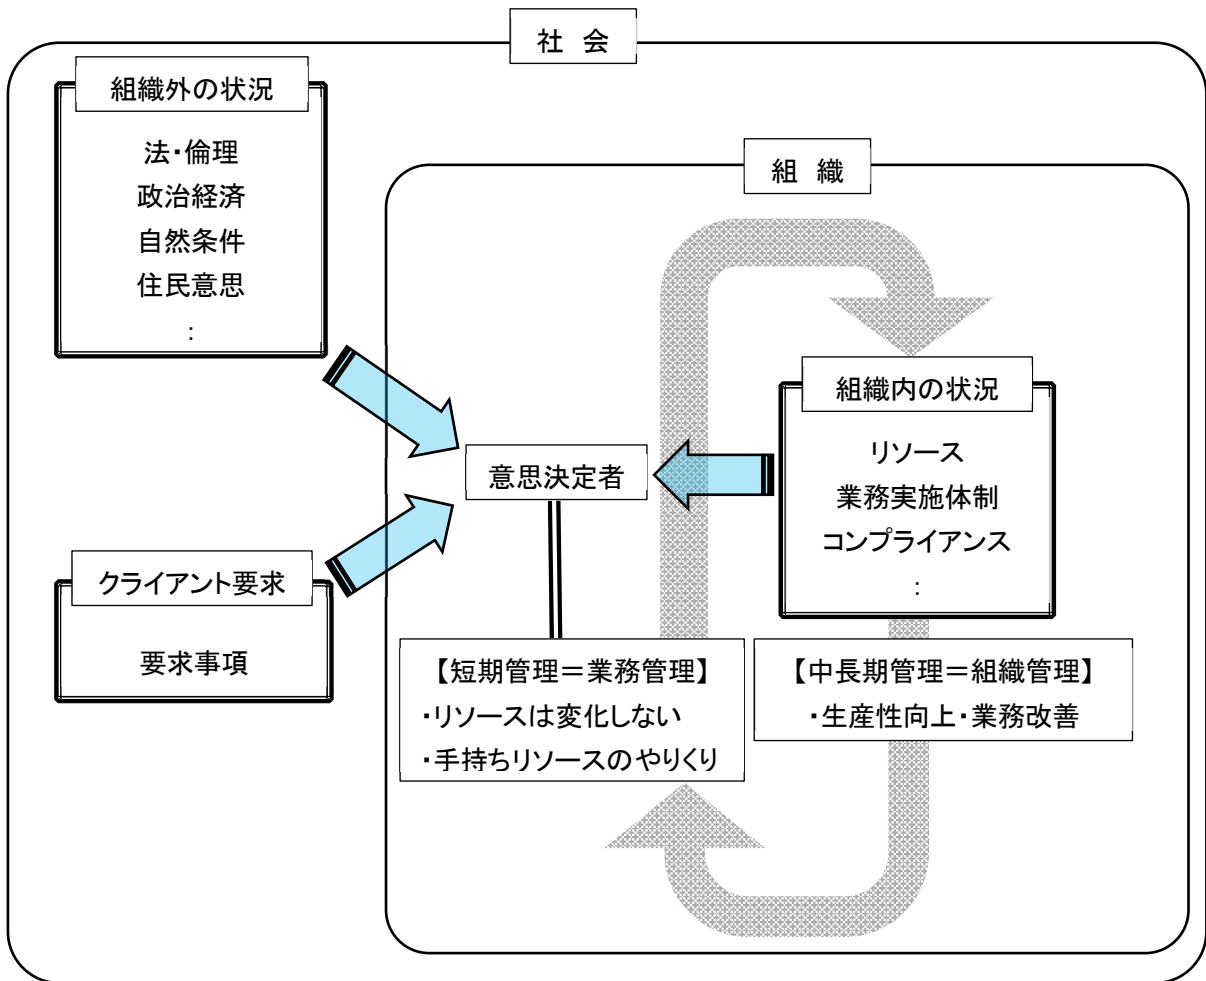 社 会
組織外の状況
法・倫理
政治経済
自然条件
住民意思
:
クライアント要求
要求事項
組 織
意思決定者
組織内の状況
リソース
業務実施体制
コンプライアンス
:
【短期管理=業務管理】
・リソースは変化しない
・手持ちリソースのやりくり
【中長期管理=組織管理】
・生産性向上・業務改善